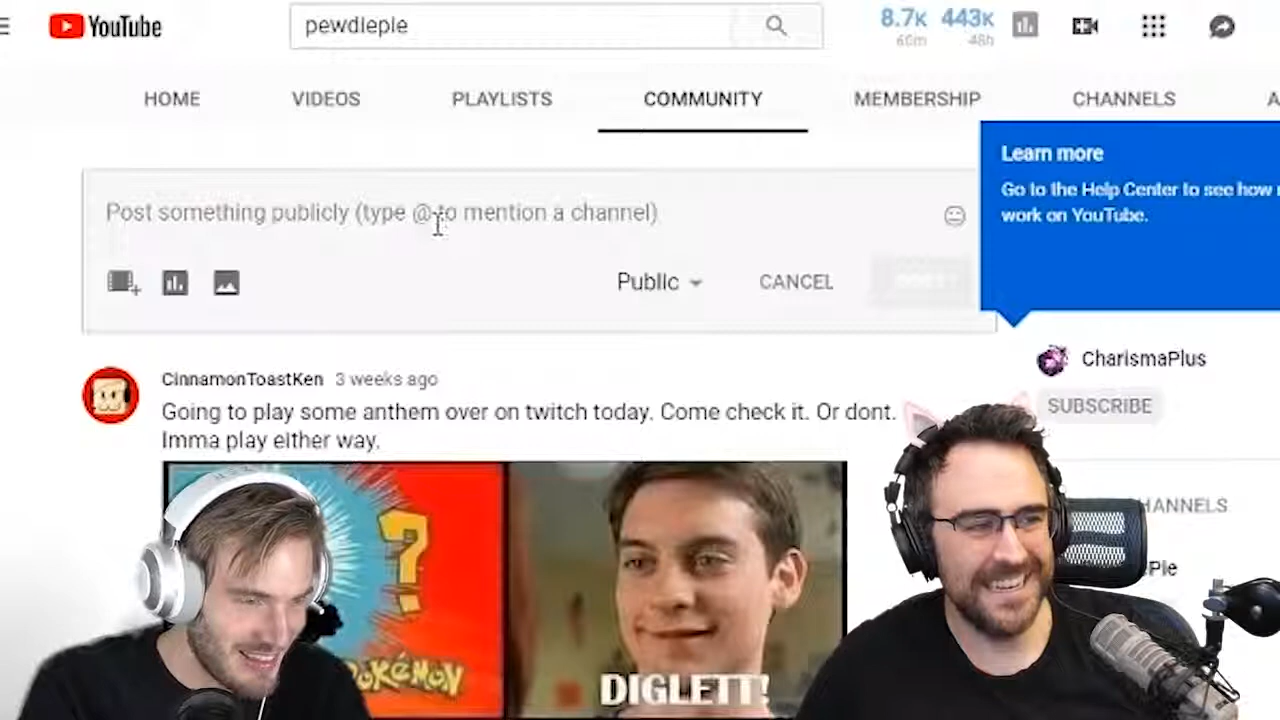 YouTube
pewdiepie
8.7K 443K
60m 48h
HOME VIDEOS PLAYLISTS COMMUNITY MEMBERSHIP CHANNELS A
Learn more
Go to the Help Center to see how
work on YouTube.
Post something publicly (type @ to mention a channel)
Public CANCEL
CharismaPlus
SUBSCRIBE
CinnamonToastKen 3 weeks ago
Going to play some anthem over on twitch today. Come check it. Or dont.
Imma play either way.
HANNELS
Pie
?
POKéMON
DIGLETT!